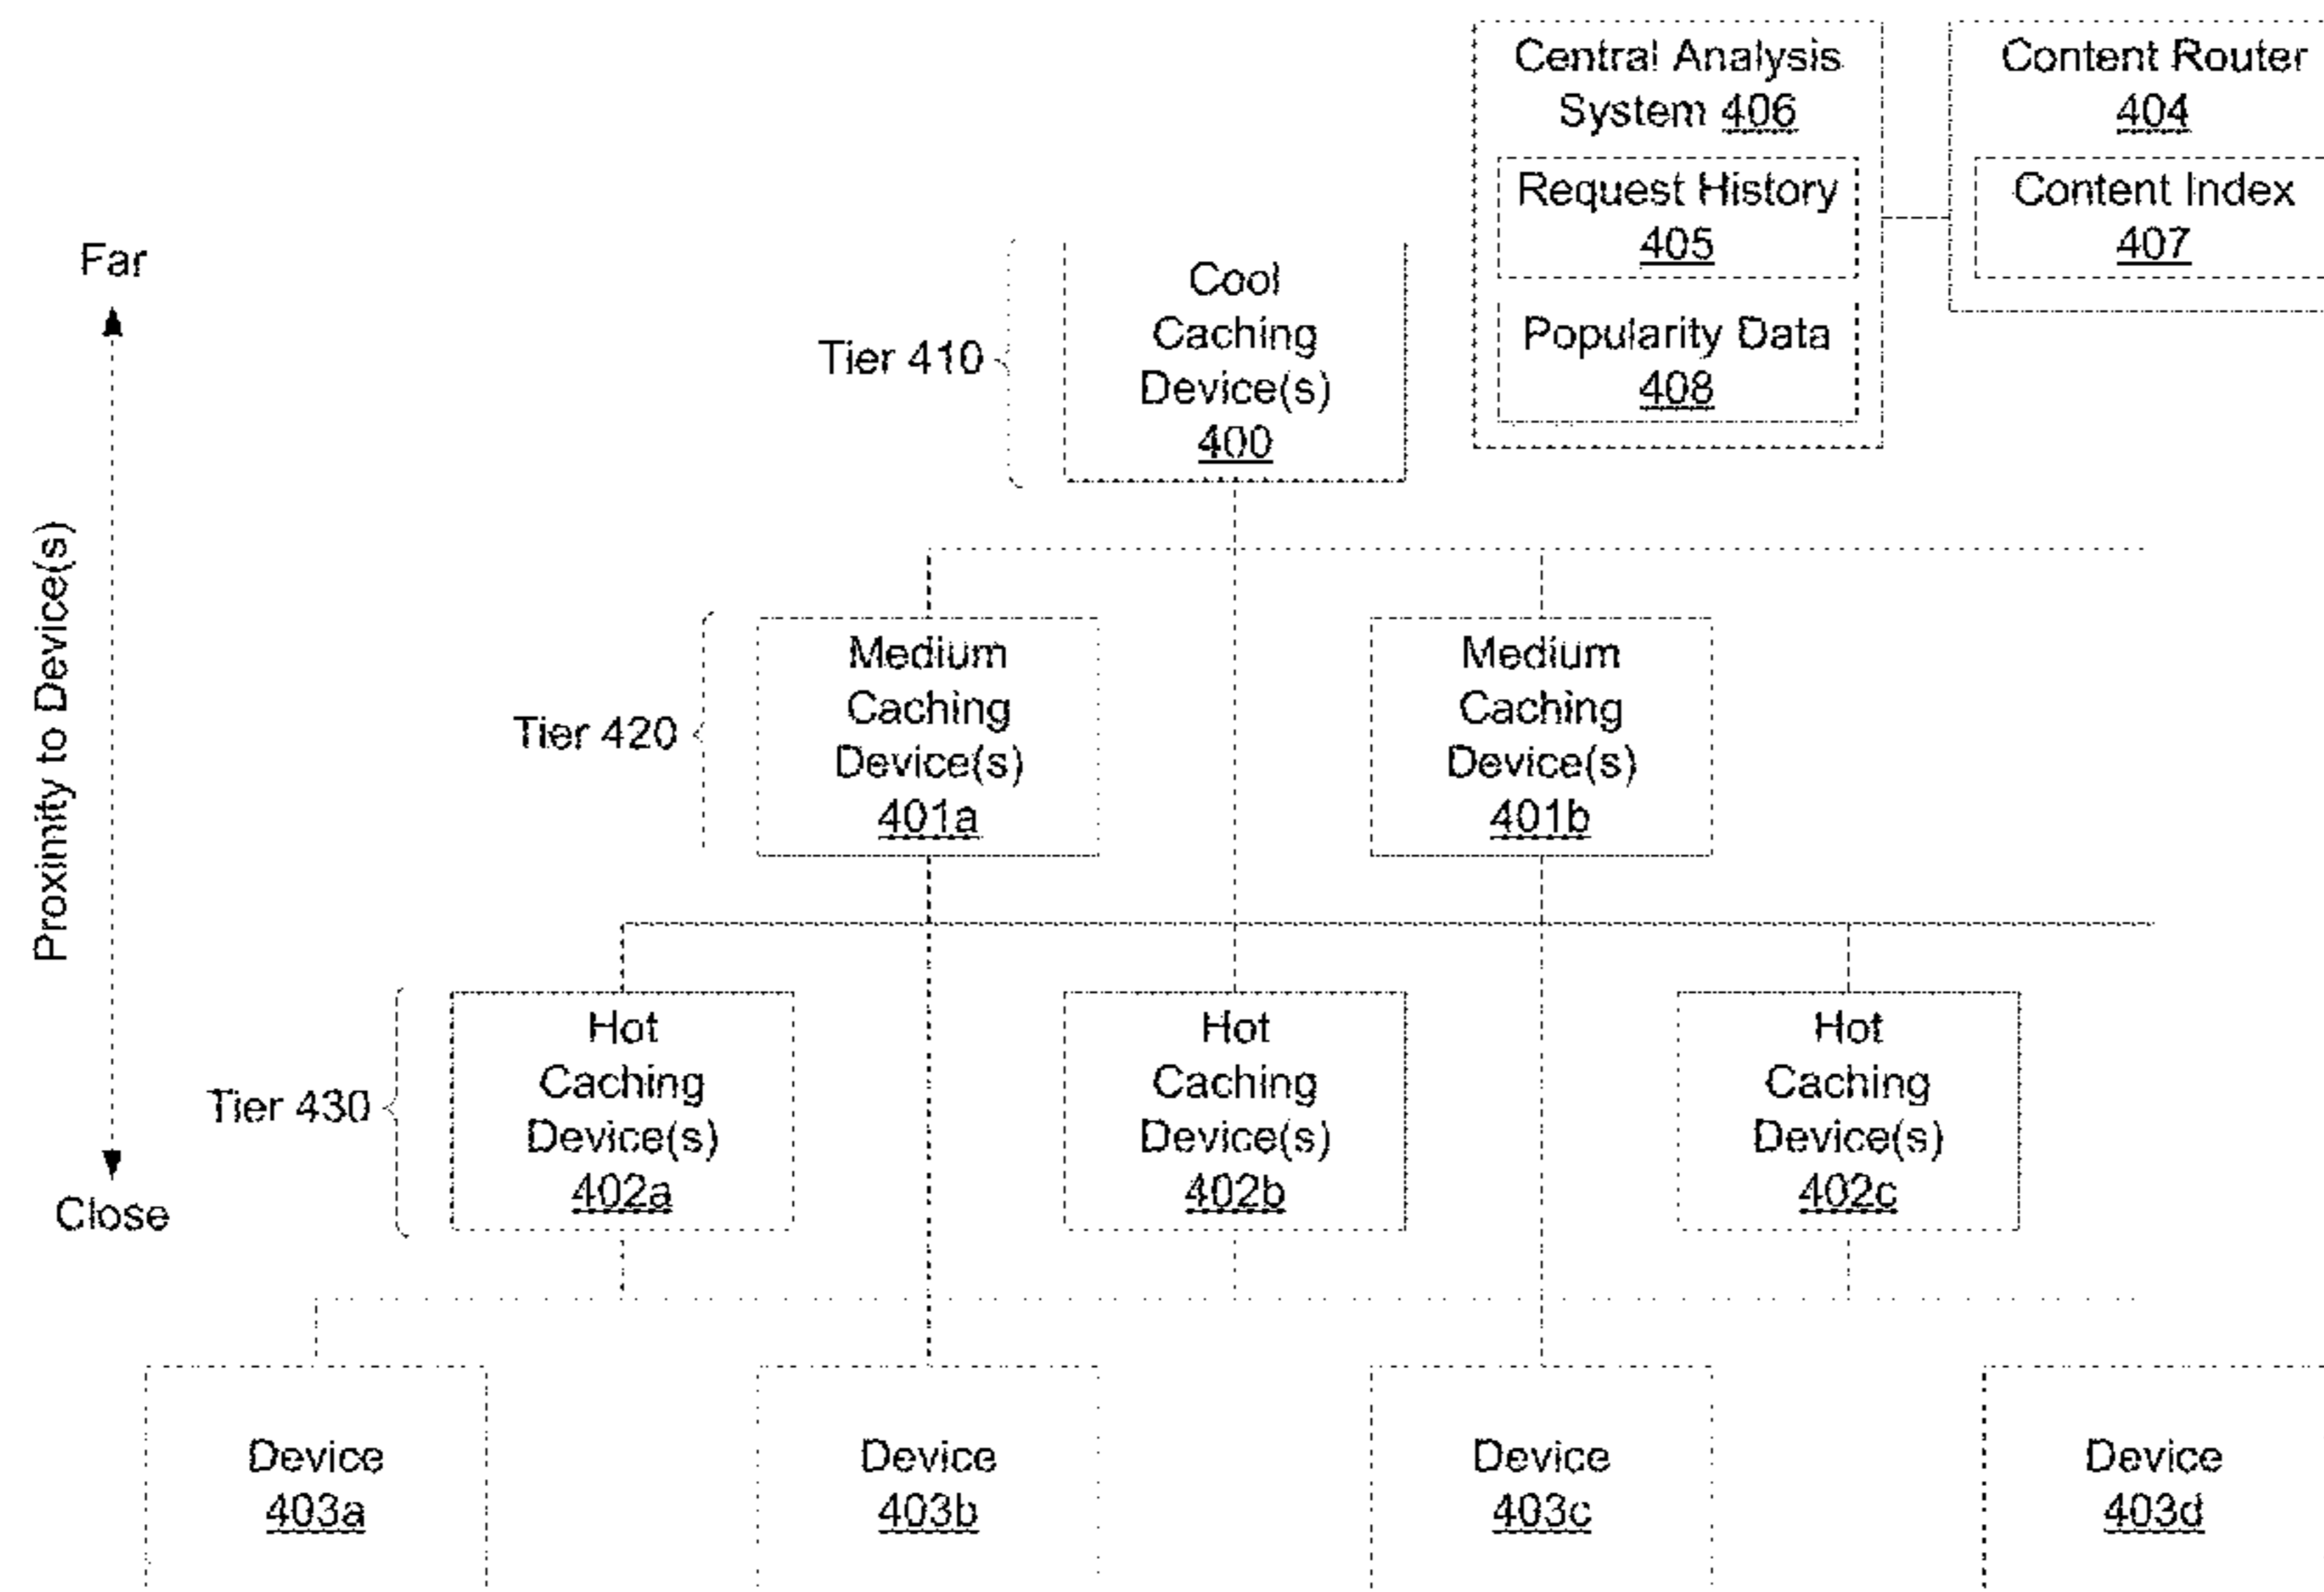 Central Analysis
System 406
Request History
405
Popularity Data
408
Content Router
404
Content Index
407
Far
Proxinity to Device(s)
Close
Tier 410
Cool
Caching
Device(s)
400
Tier 420
Medium
Caching
Device(s)
401a
Medium
Caching
Device(s)
401b
Tier 430
Hot
Caching
Device(s)
402a
Hot
Caching
Device(s)
402b
Hot
Caching
Device(s)
402c
Device
403a
Device
403b
Device
403c
Device
403d